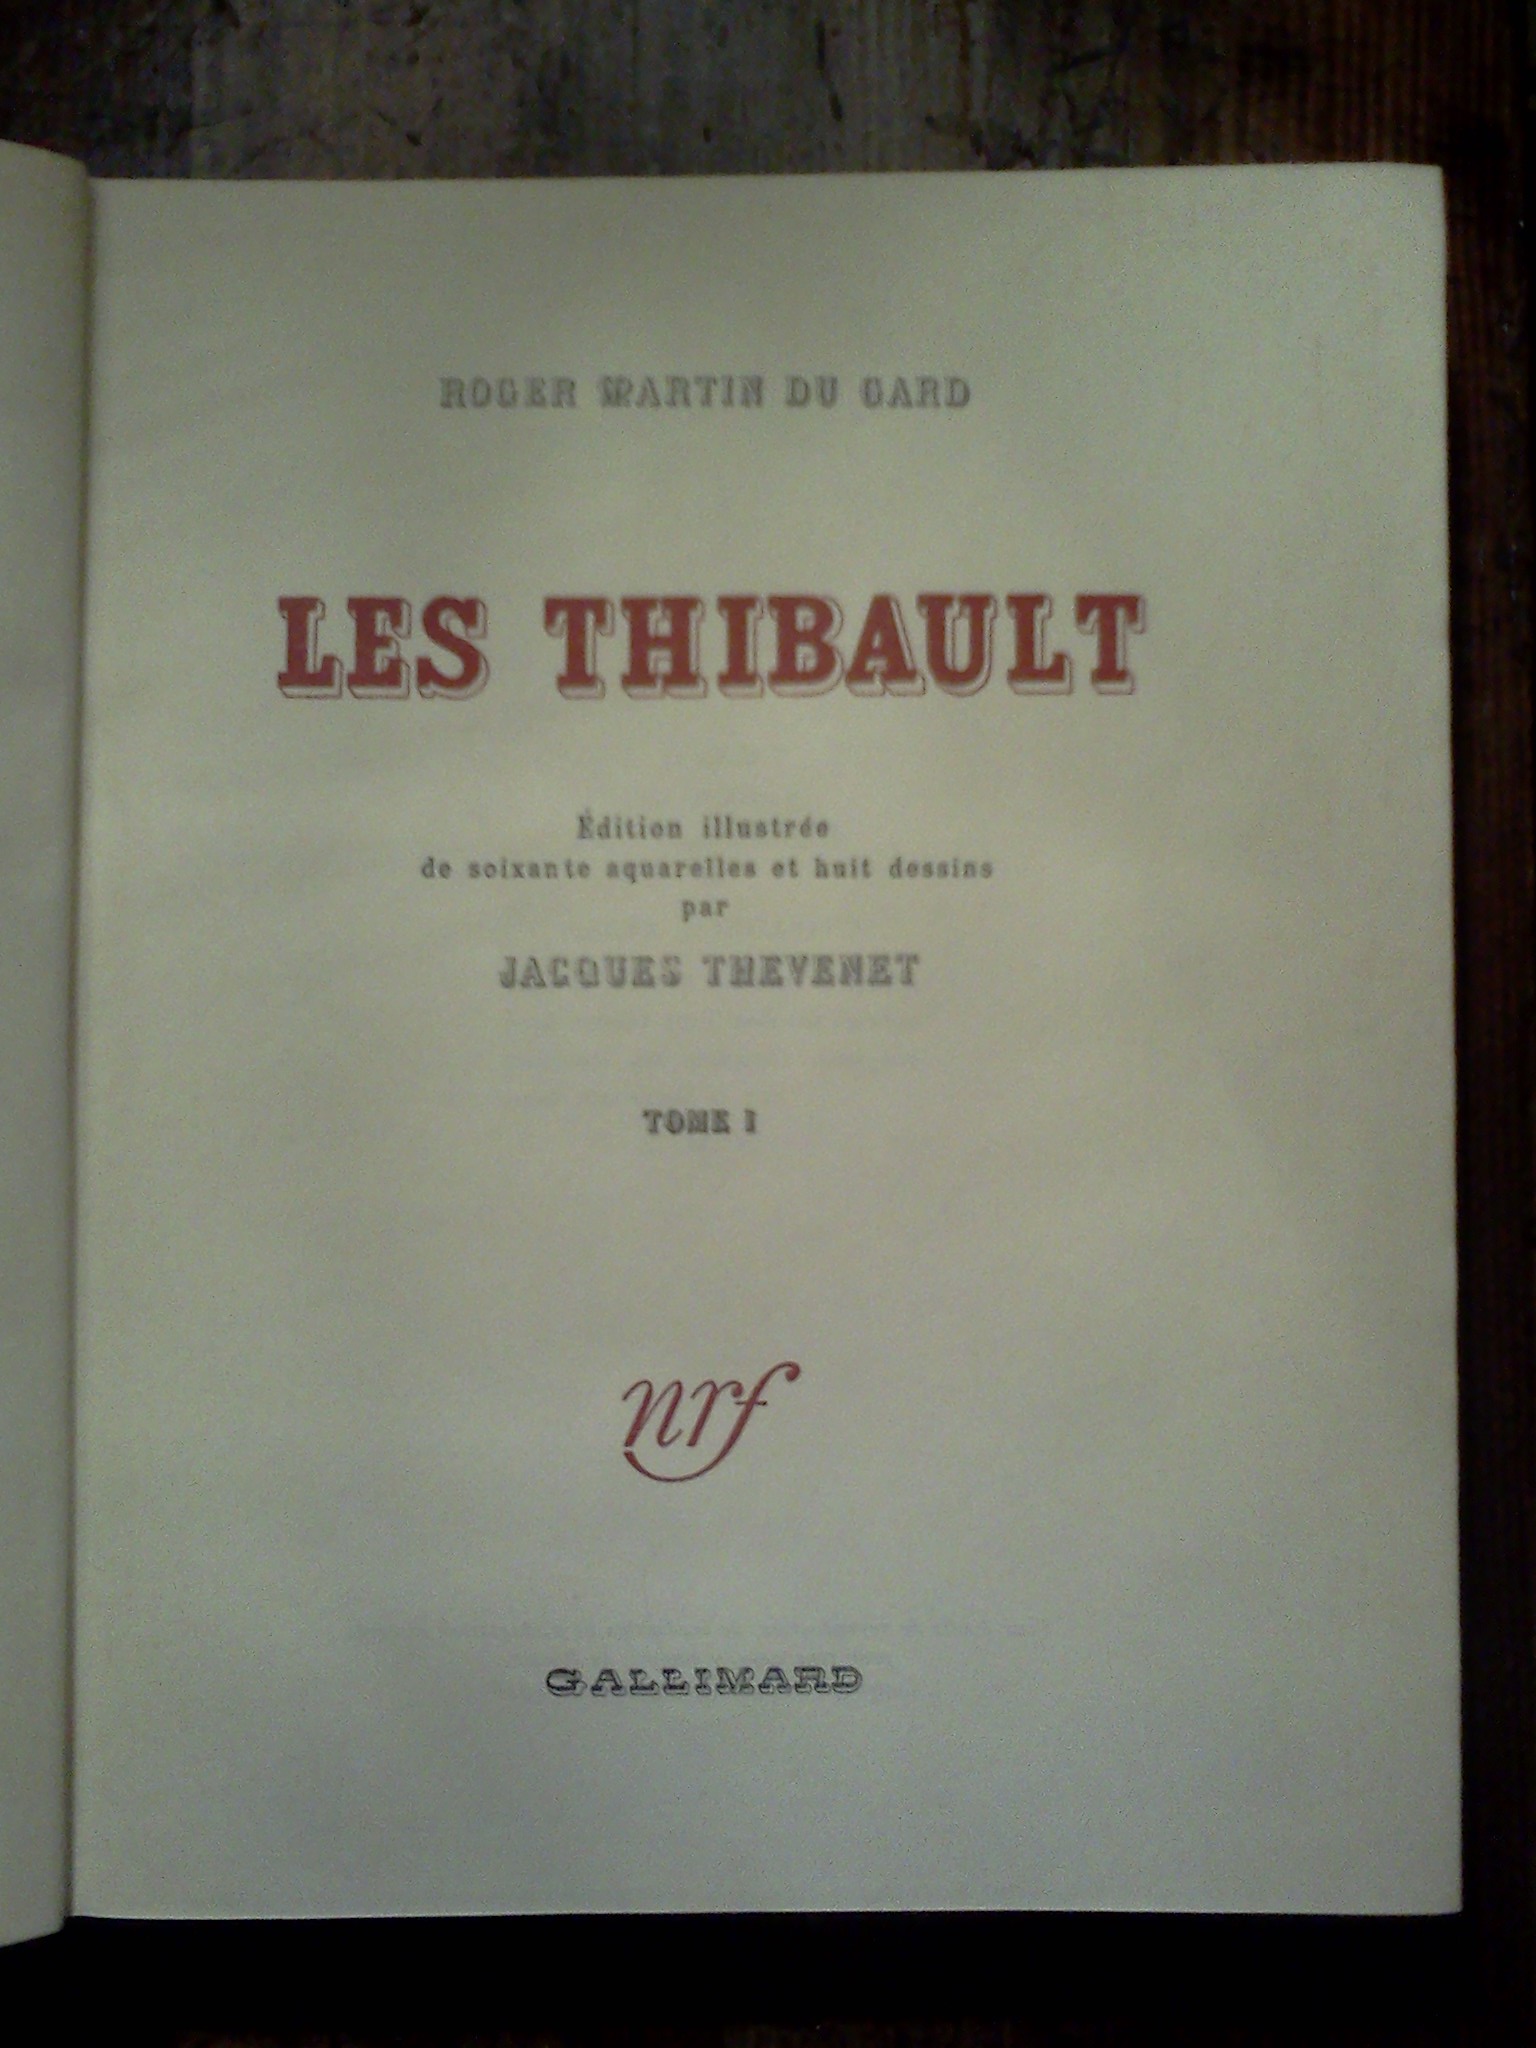 ROGER MARTIN DU GARD
LES THIBAULT
Édition illustrée
de soixante aquarelles et huit dessins
par
JACQUES THEVENET
TOME I
nrf
GALLIMARD